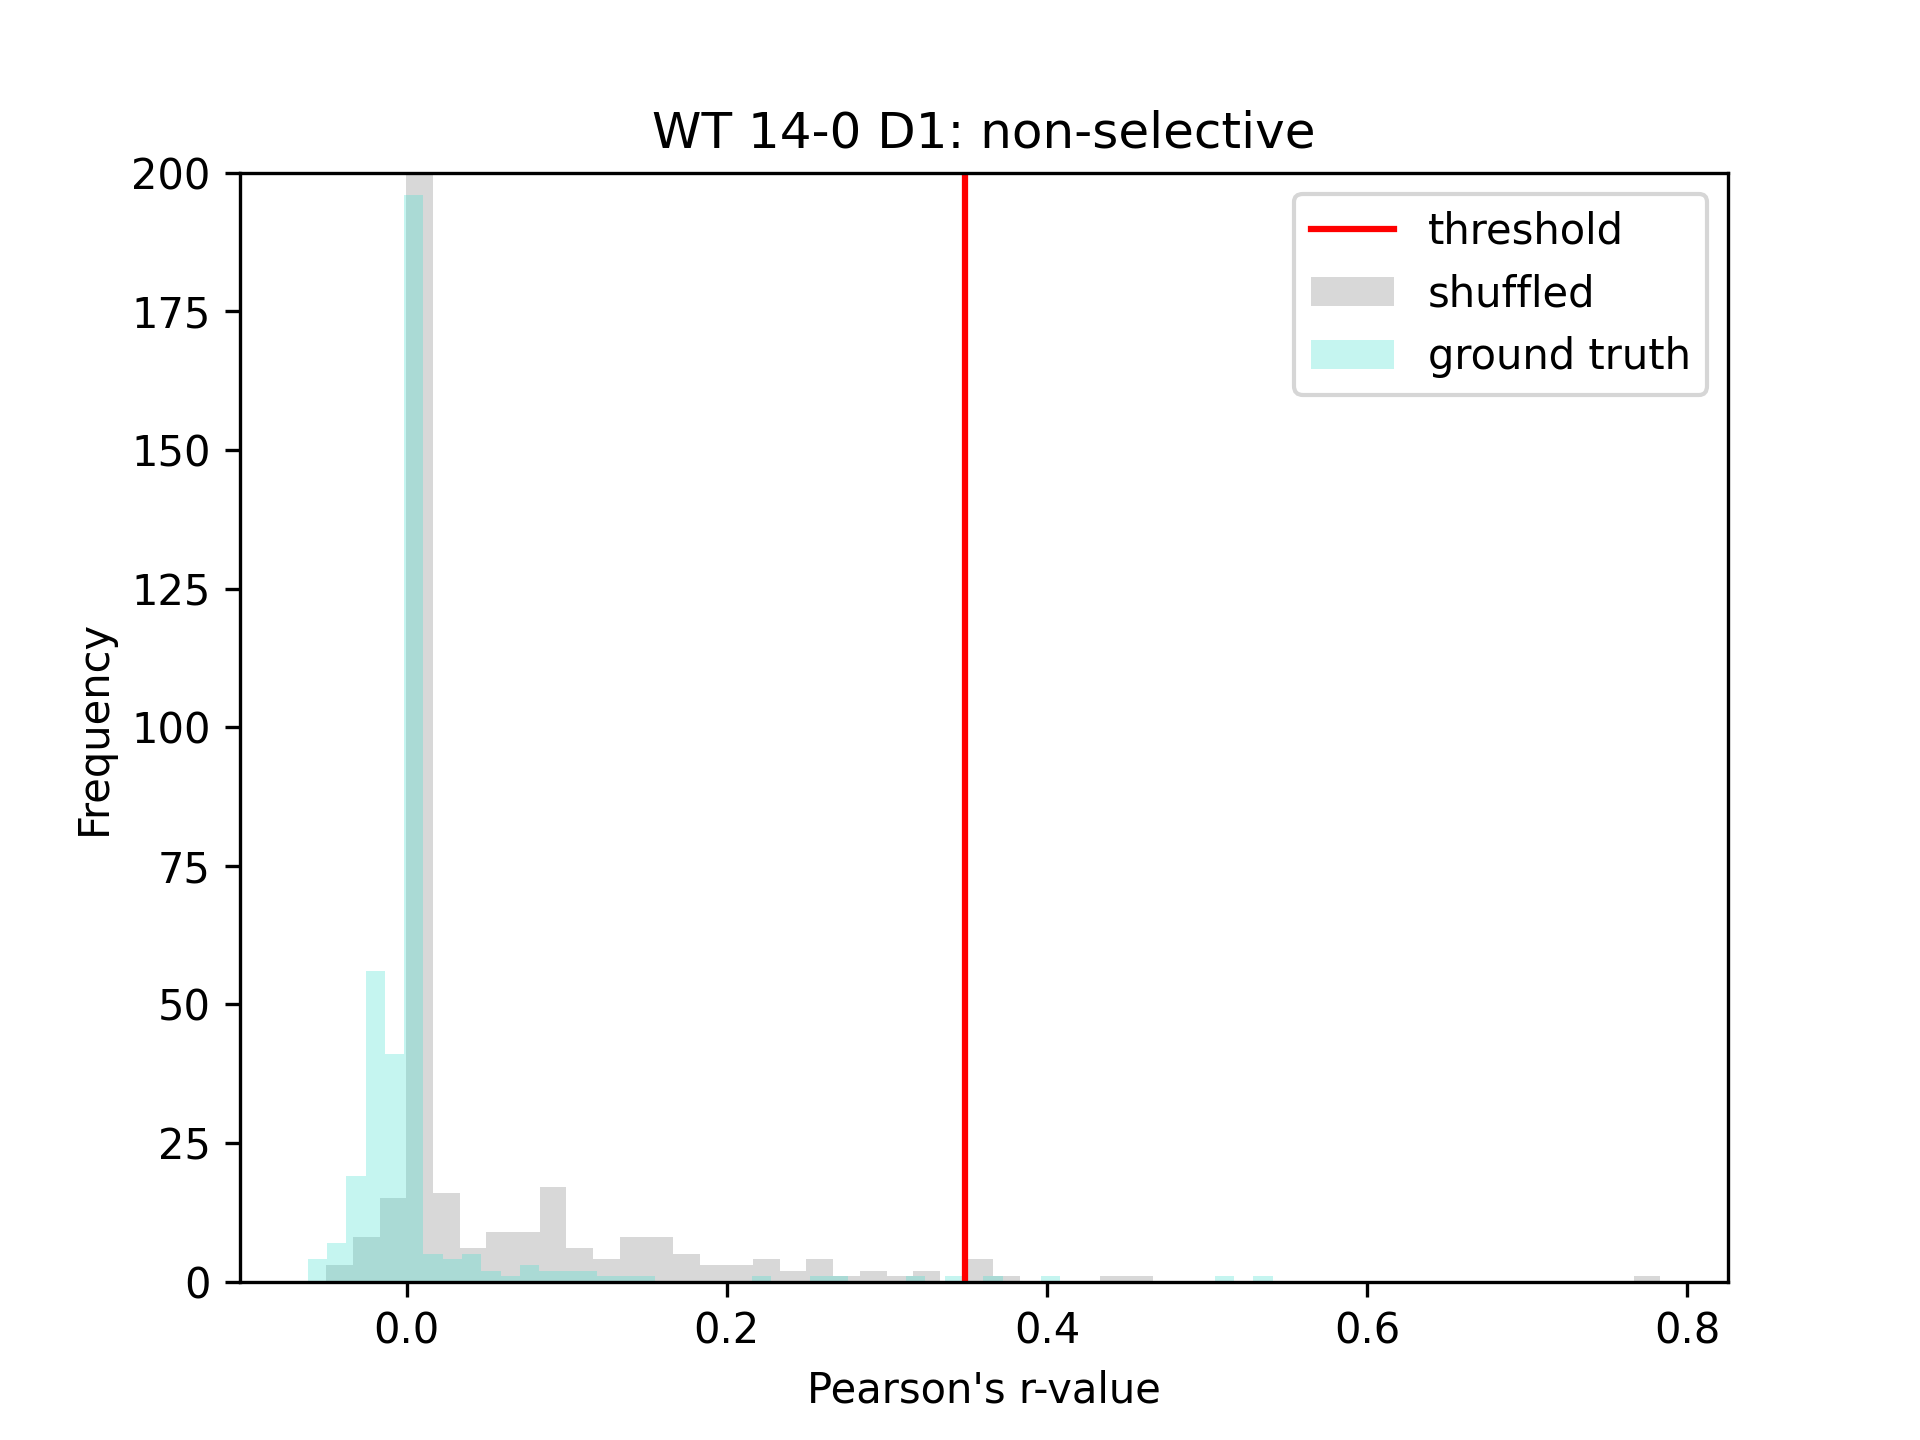 WT 14-0 D1: non-selective
200
175
150
125
100
75
50
25
0
Frequency
threshold
shuffled
ground truth
0.0 0.2 0.4 0.6 0.8
Pearson's r-value